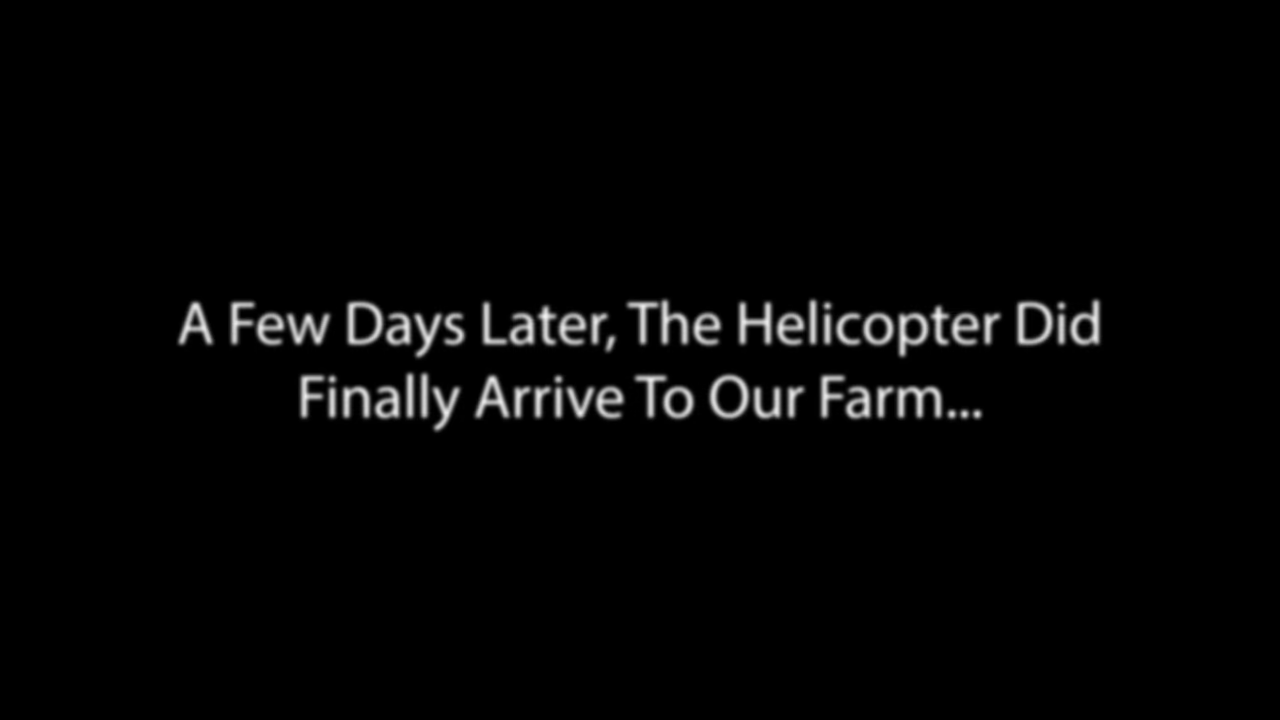 A Few Days Later, The Helicopter Did
Finally Arrive To Our Farm...